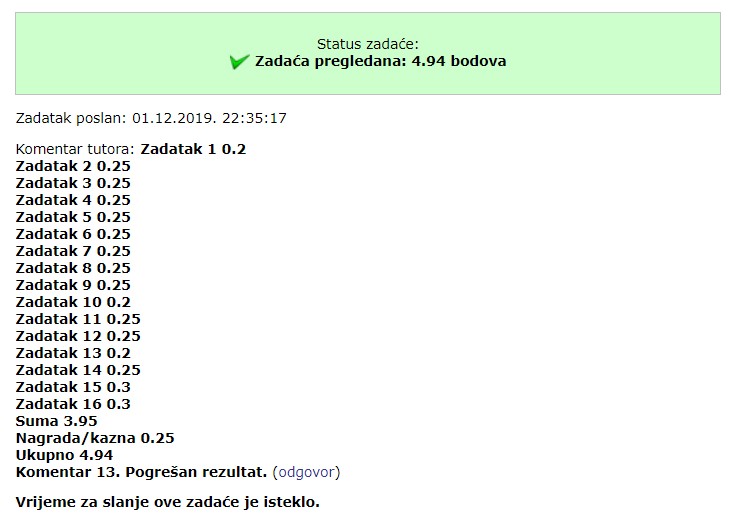 Status zadaće:
Zadaća pregledana: 4.94 bodova
Zadatak poslan: 01.12.2019. 22:35:17
Komentar tutora: Zadatak 1 0.2
Zadatak 2 0.25
Zadatak 3 0.25
Zadatak 4 0.25
Zadatak 5 0.25
Zadatak 6 0.25
Zadatak 7 0.25
Zadatak 8 0.25
Zadatak 9 0.25
Zadatak 10 0.2
Zadatak 11 0.25
Zadatak 12 0.25
Zadatak 13 0.2
Zadatak 14 0.25
Zadatak 15 0.3
Zadatak 16 0.3
Suma 3.95
Nagrada/kazna 0.25
Ukupno 4.94
Komentar 13. Pogrešan rezultat. (odgovor)
Vrijeme za slanje ove zadaće je isteklo.